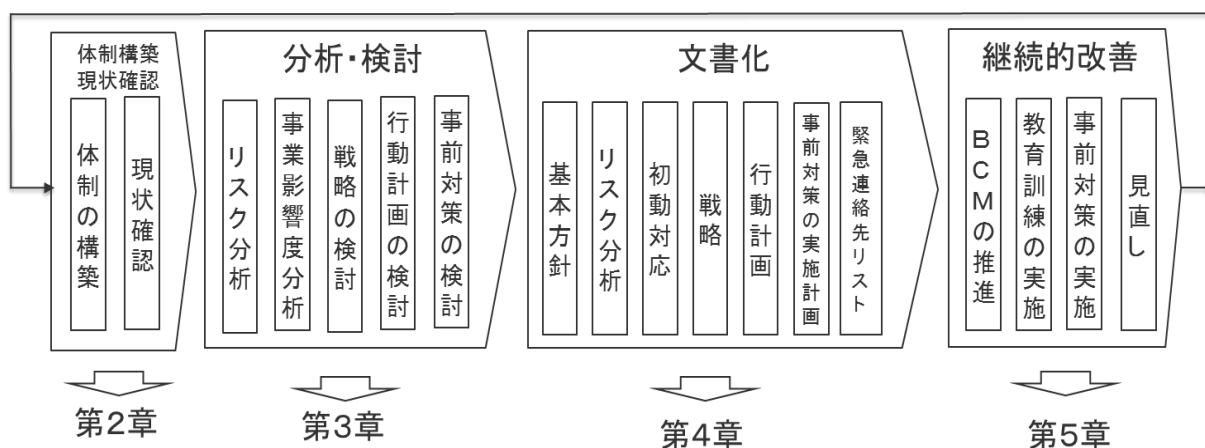 体制構築
現状確認
体制の構築
現状確認
第2章
分析・検討
リスク分析
事業影響度分析
戦略の検討
行動計画の検討
事前対策の検討
第3章
文書化
基本方針
リスク分析
初動対応
戦略
行動計画
事前対策の実施計画
緊急連絡先リスト
第4章
継続的改善
BCMの推進
教育訓練の実施
事前対策の実施
見直し
第5章